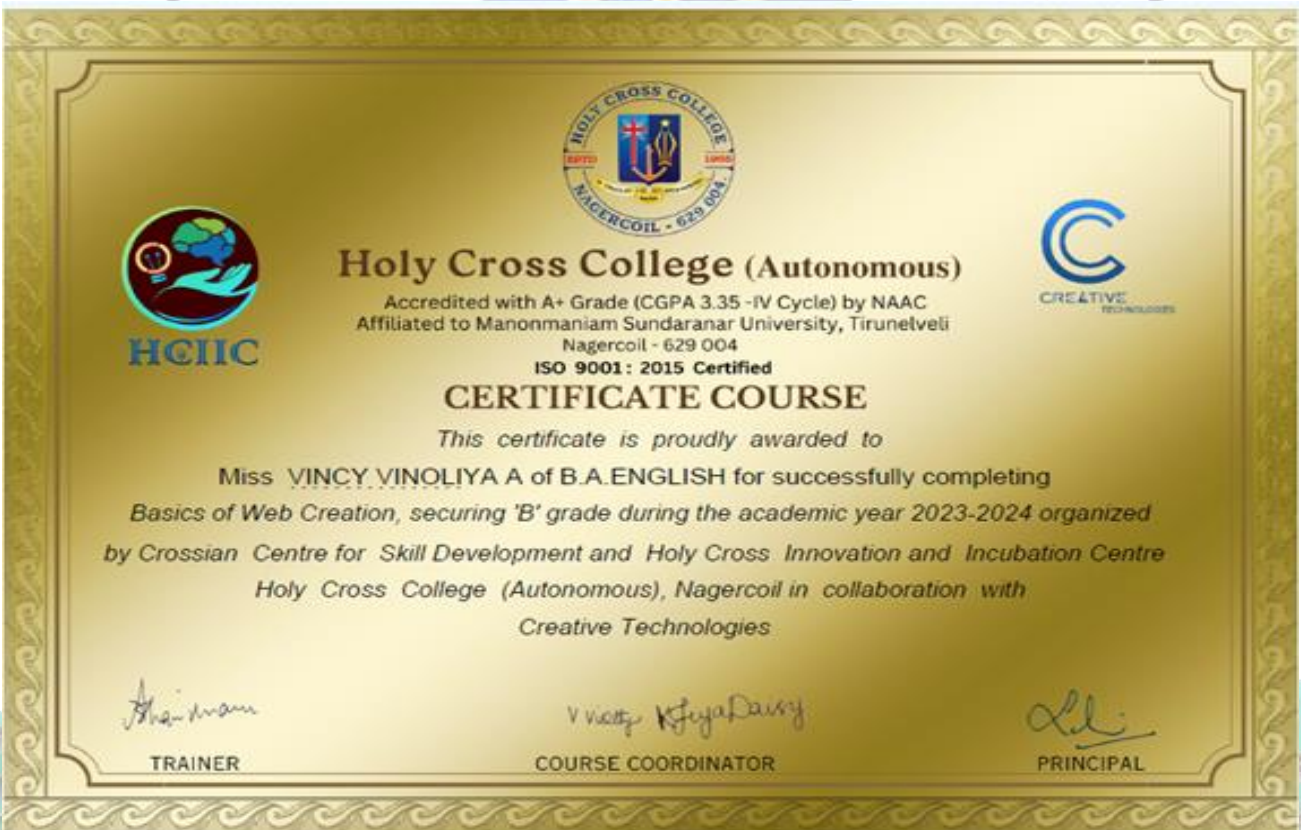 HOLY CROSS COLLEGE
ESTD 1965
NAGERCOIL - 629 004.
HCIIC
CREATIVE
TECHNOLOGIES
Holy Cross College (Autonomous)
Accredited with A+ Grade (CGPA 3.35 -IV Cycle) by NAAC
Affiliated to Manonmaniam Sundaranar University, Tirunelveli
Nagercoil - 629 004
ISO 9001: 2015 Certified
CERTIFICATE COURSE
This certificate is proudly awarded to
Miss VINCY VINOLIYA A of B.A.ENGLISH for successfully completing
Basics of Web Creation, securing 'B' grade during the academic year 2023-2024 organized
by Crossian Centre for Skill Development and Holy Cross Innovation and Incubation Centre
Holy Cross College (Autonomous), Nagercoil in collaboration with
Creative Technologies
TRAINER
COURSE COORDINATOR
PRINCIPAL